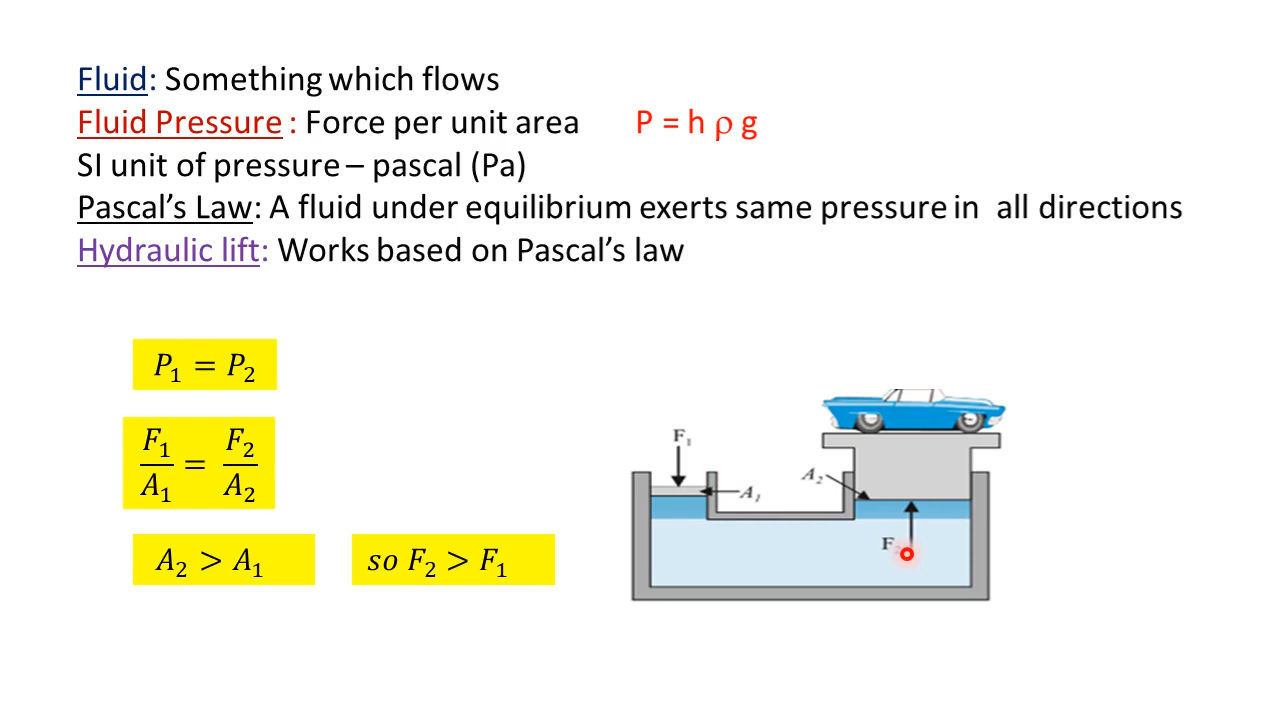 Fluid: Something which flows
Fluid Pressure : Force per unit area P = h ρ g
SI unit of pressure – pascal (Pa)
Pascal’s Law: A fluid under equilibrium exerts same pressure in all directions
Hydraulic lift: Works based on Pascal’s law
P₁ = P₂
F₁/A₁ = F₂/A₂
A₂ > A₁
so F₂ > F₁
F₁
A₁
A₂
F